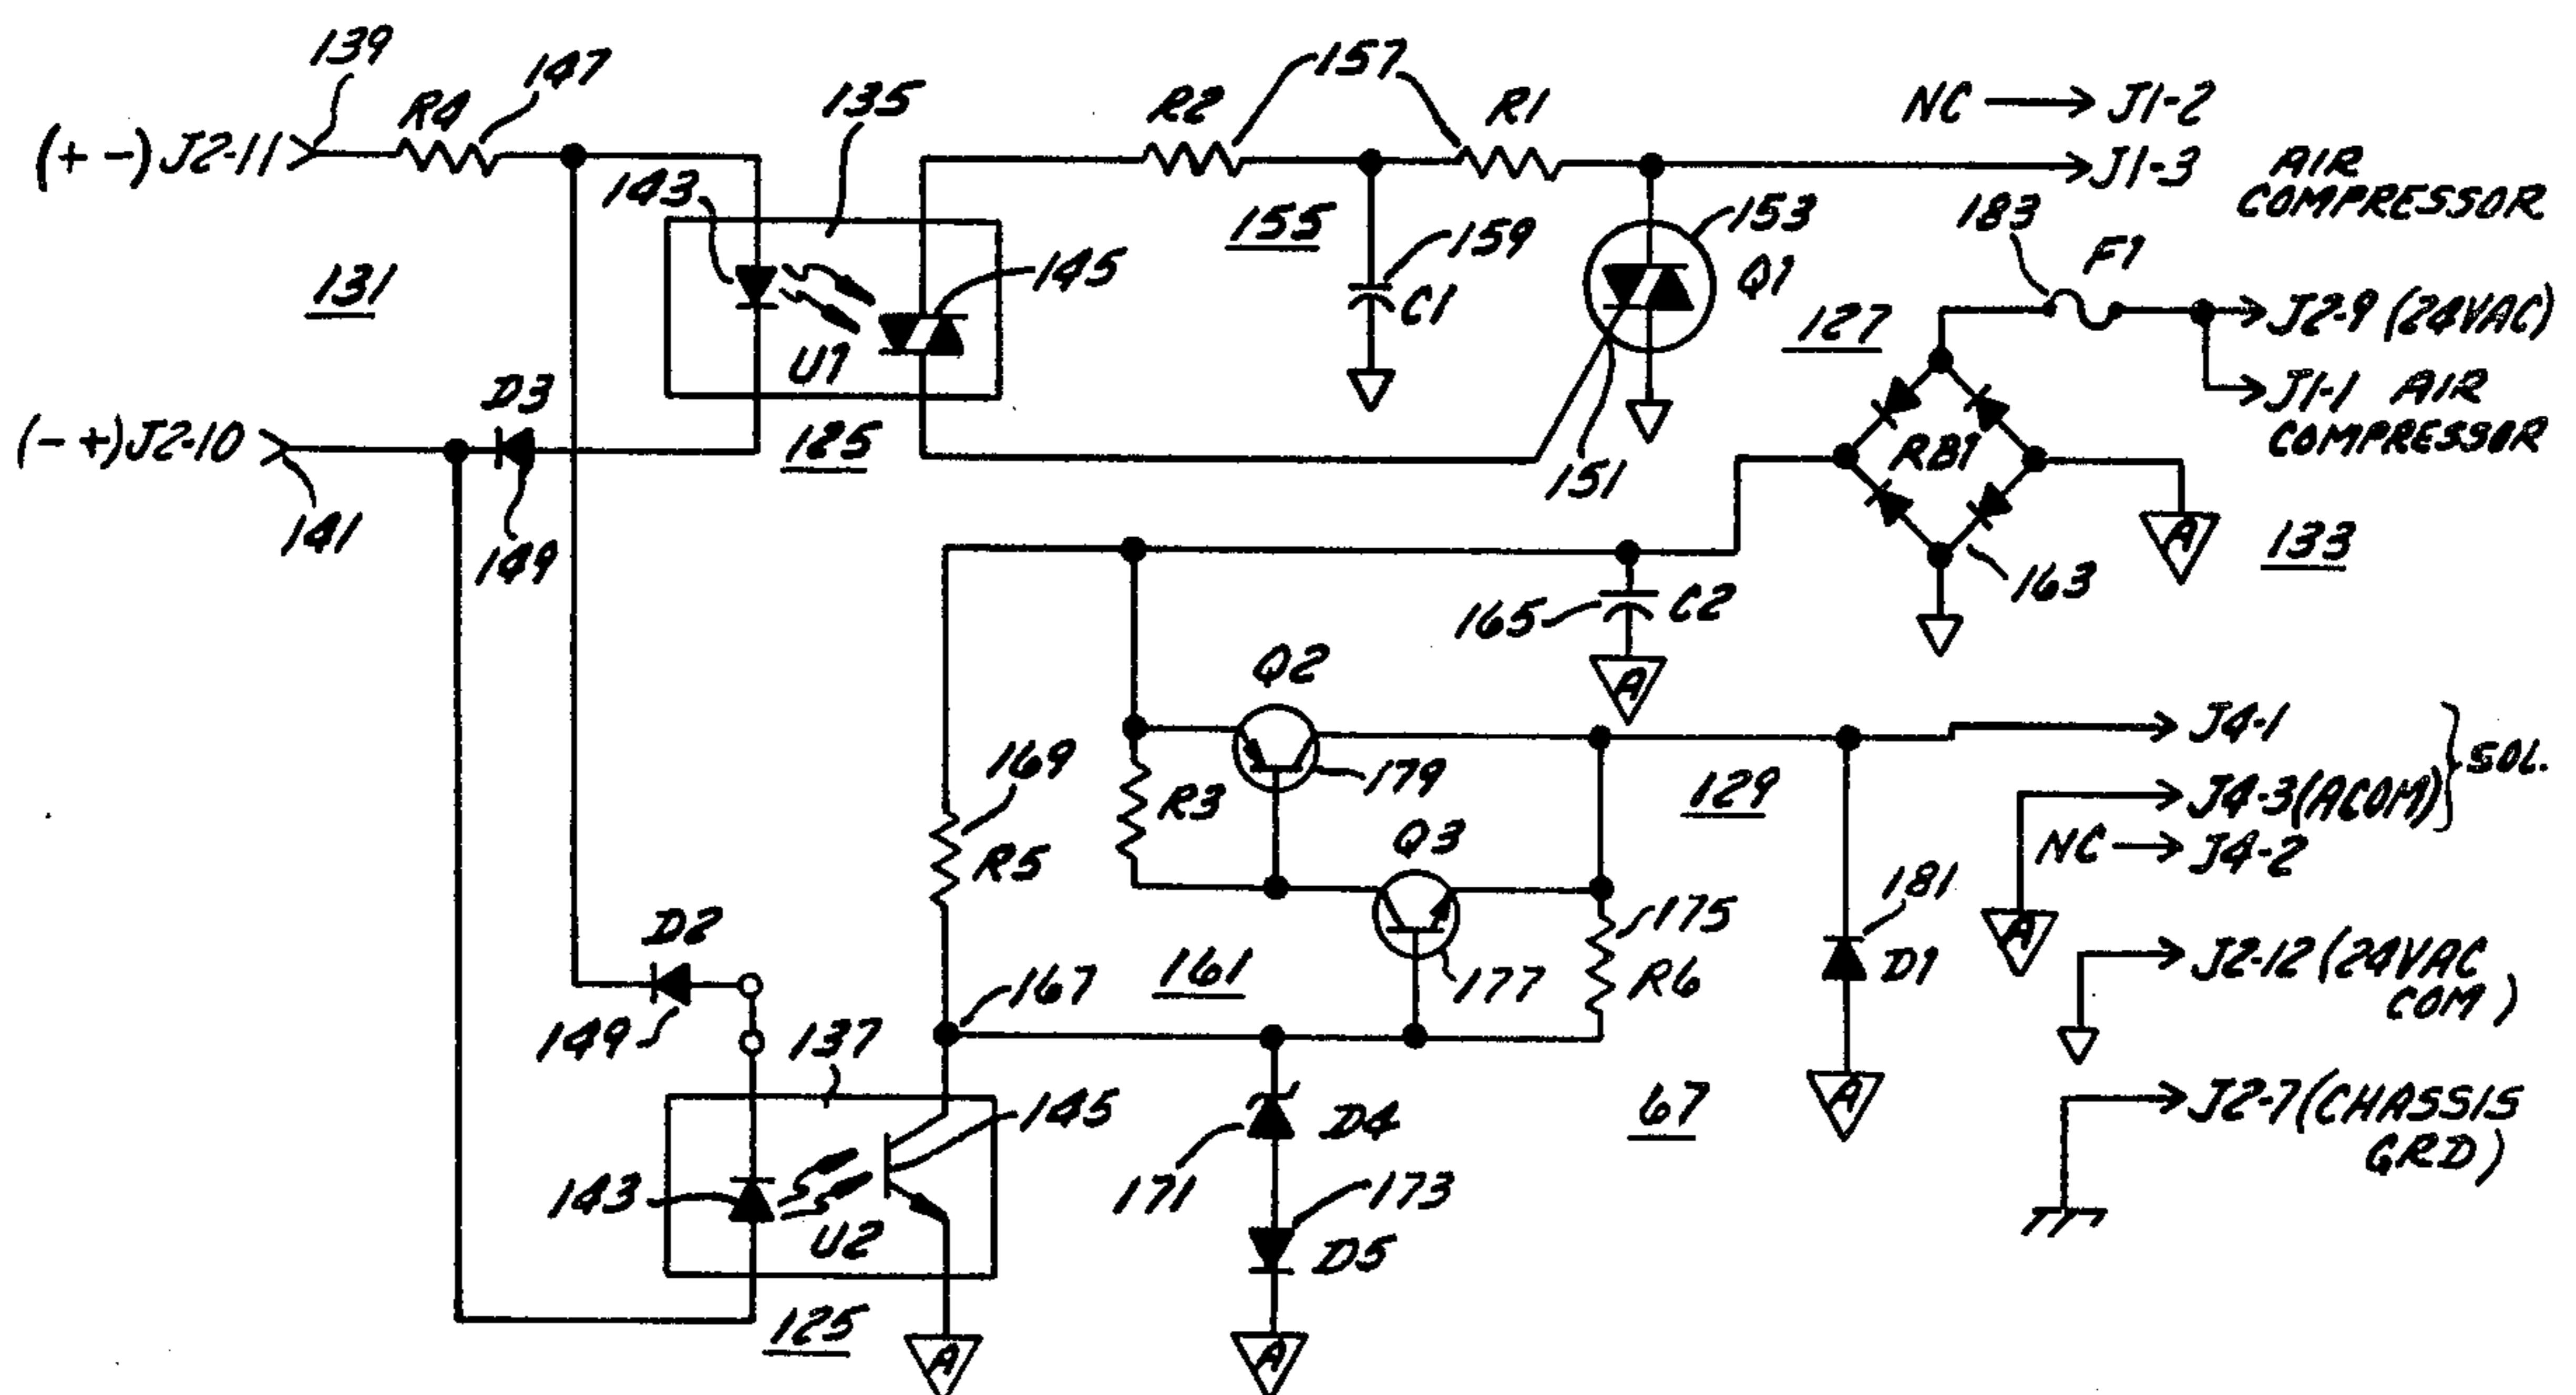 139
R4
147
(+ -) J2-11
135
143
145
U1
125
131
(- +) J2-10
D3
141
149
R2
157
R1
155
159
C1
153
Q1
151
NC J1-2
J1-3 AIR COMPRESSOR
183
F1
127
J2-9 (24VAC)
J1-1 AIR COMPRESSOR
RB1
A
133
163
165
C2
A
Q2
179
R3
169
R5
Q3
177
161
167
175
R6
129
J4-1
J4-3 (ACOM)
SOL.
NC J4-2
A
181
D1
A
J2-12 (24VAC COM)
J2-7 (CHASSIS GRD)
67
D2
149
137
143
145
U2
125
A
171
D4
173
D5
A